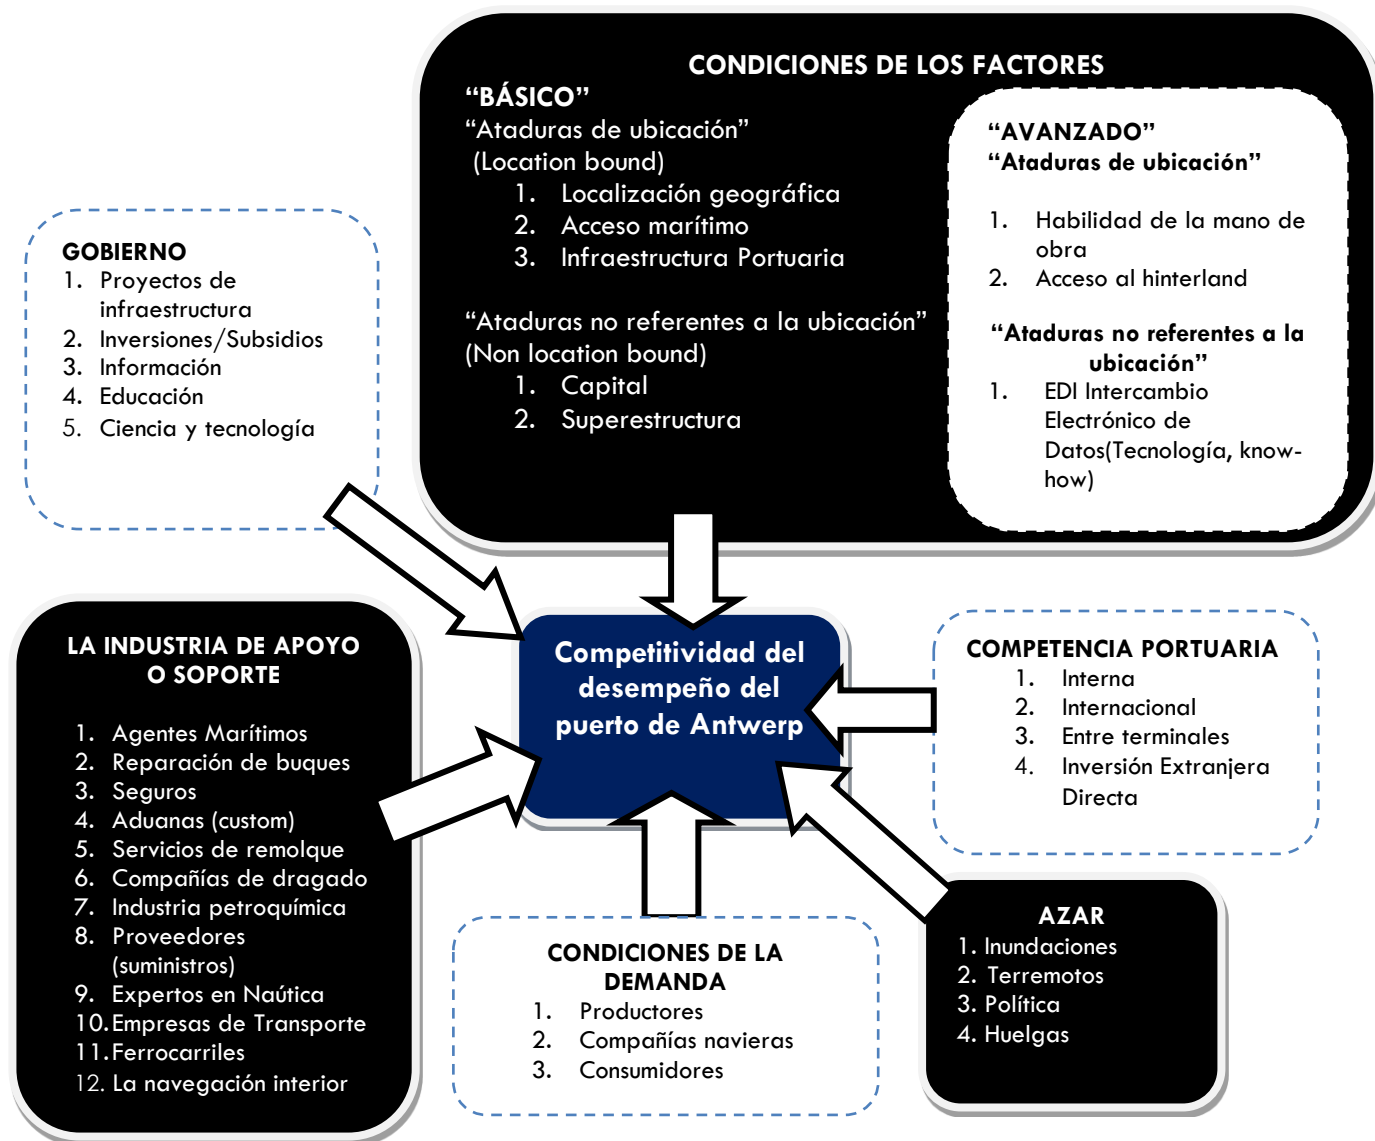 CONDICIONES DE LOS FACTORES
“BÁSICO”
“Ataduras de ubicación”
(Location bound)
1. Localización geográfica
2. Acceso marítimo
3. Infraestructura Portuaria
“Ataduras no referentes a la ubicación”
(Non location bound)
1. Capital
2. Superestructura
“AVANZADO”
“Ataduras de ubicación”
1. Habilidad de la mano de
obra
2. Acceso al hinterland
“Ataduras no referentes a la
ubicación”
1. EDI Intercambio
Electrónico de
Datos(Tecnología, know-
how)
GOBIERNO
1. Proyectos de
infraestructura
2. Inversiones/Subsidios
3. Información
4. Educación
5. Ciencia y tecnología
LA INDUSTRIA DE APOYO
O SOPORTE
1. Agentes Marítimos
2. Reparación de buques
3. Seguros
4. Aduanas (custom)
5. Servicios de remolque
6. Compañías de dragado
7. Industria petroquímica
8. Proveedores
(suministros)
9. Expertos en Naútica
10. Empresas de Transporte
11. Ferrocarriles
12. La navegación interior
Competitividad del
desempeño del
puerto de Antwerp
COMPETENCIA PORTUARIA
1. Interna
2. Internacional
3. Entre terminales
4. Inversión Extranjera
Directa
CONDICIONES DE LA
DEMANDA
1. Productores
2. Compañías navieras
3. Consumidores
AZAR
1. Inundaciones
2. Terremotos
3. Política
4. Huelgas